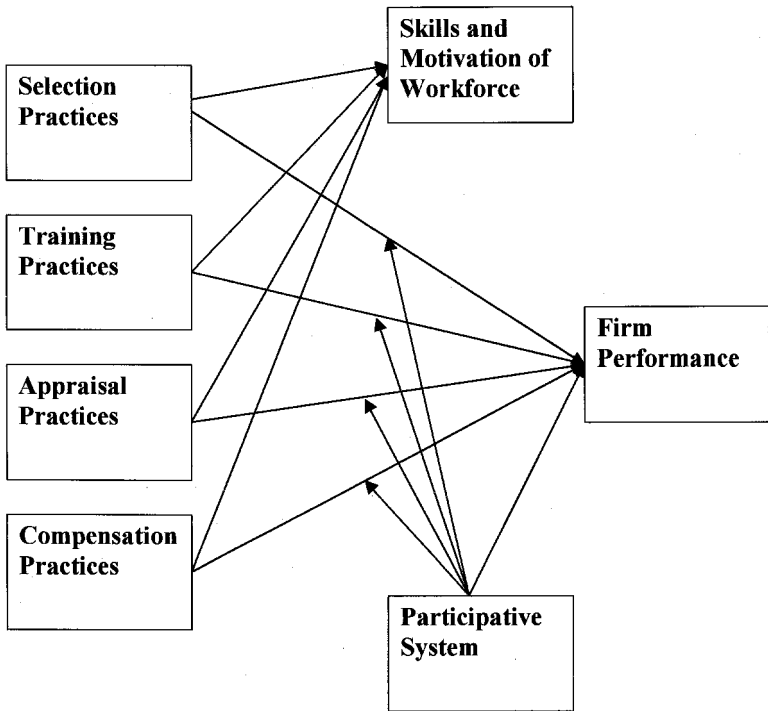 Skills and
Motivation of
Workforce
Selection
Practices
Training
Practices
Firm
Performance
Appraisal
Practices
Compensation
Practices
Participative
System